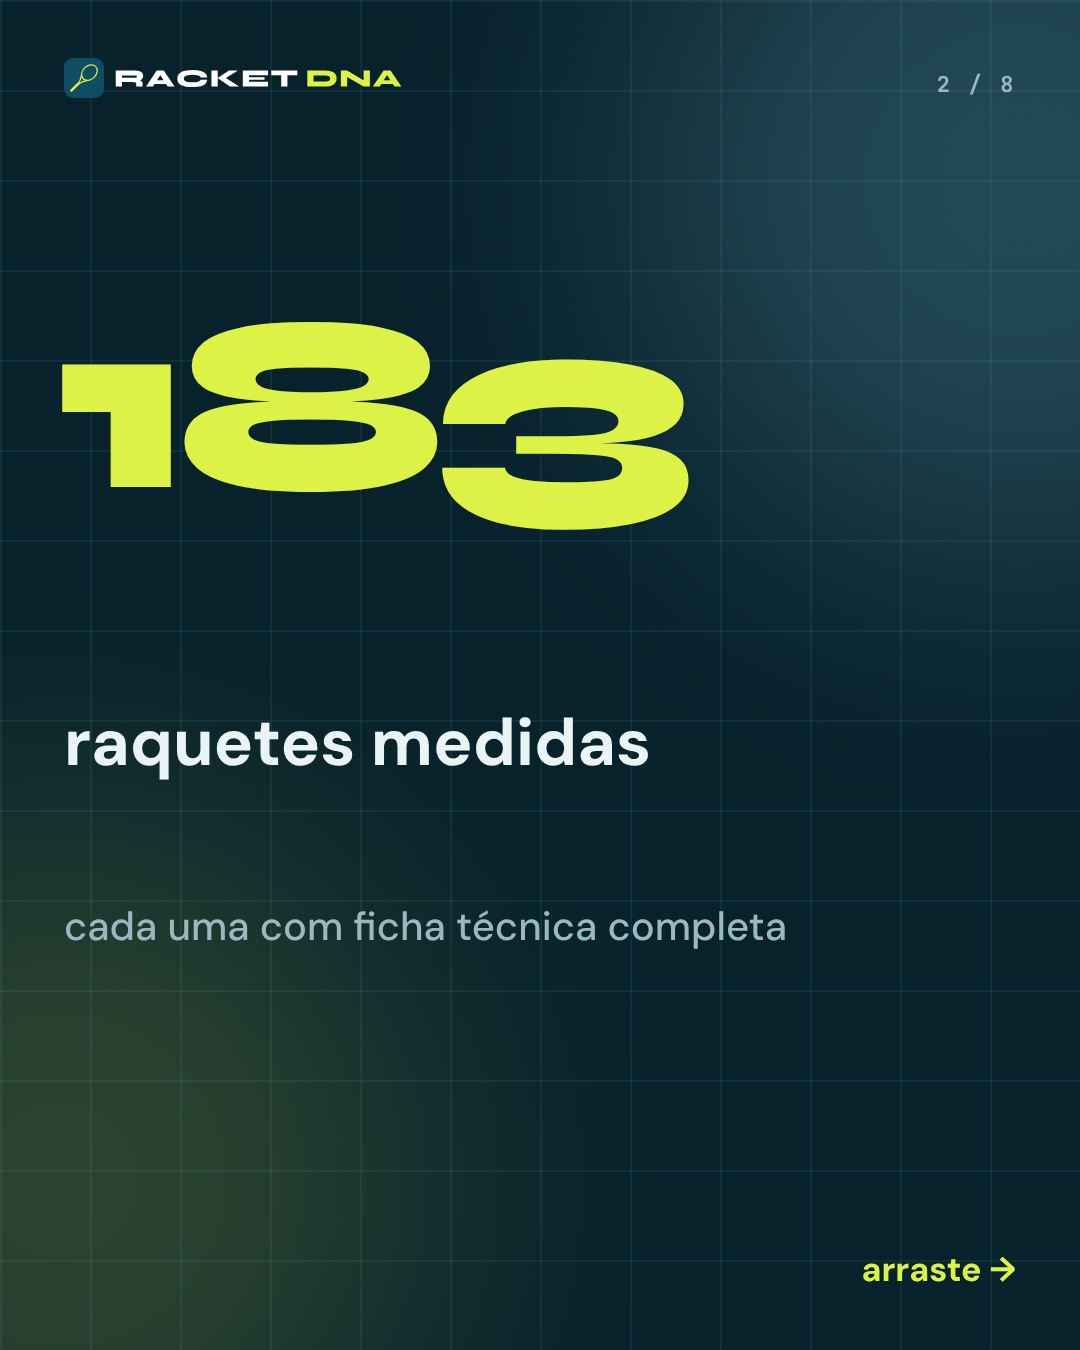 RACKET DNA
2 / 8
183
raquetes medidas
cada uma com ficha técnica completa
arraste →